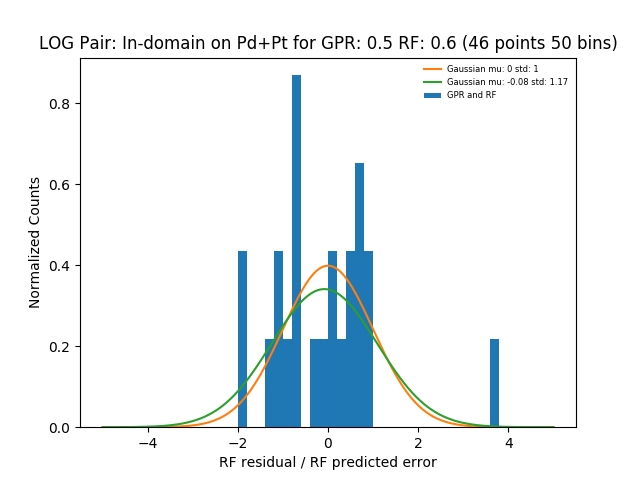 LOG Pair: In-domain on Pd+Pt for GPR: 0.5 RF: 0.6 (46 points 50 bins)
Gaussian mu: 0 std: 1
Gaussian mu: -0.08 std: 1.17
GPR and RF
0.8
0.6
0.4
0.2
0.0
Normalized Counts
−4
−2
0
2
4
RF residual / RF predicted error